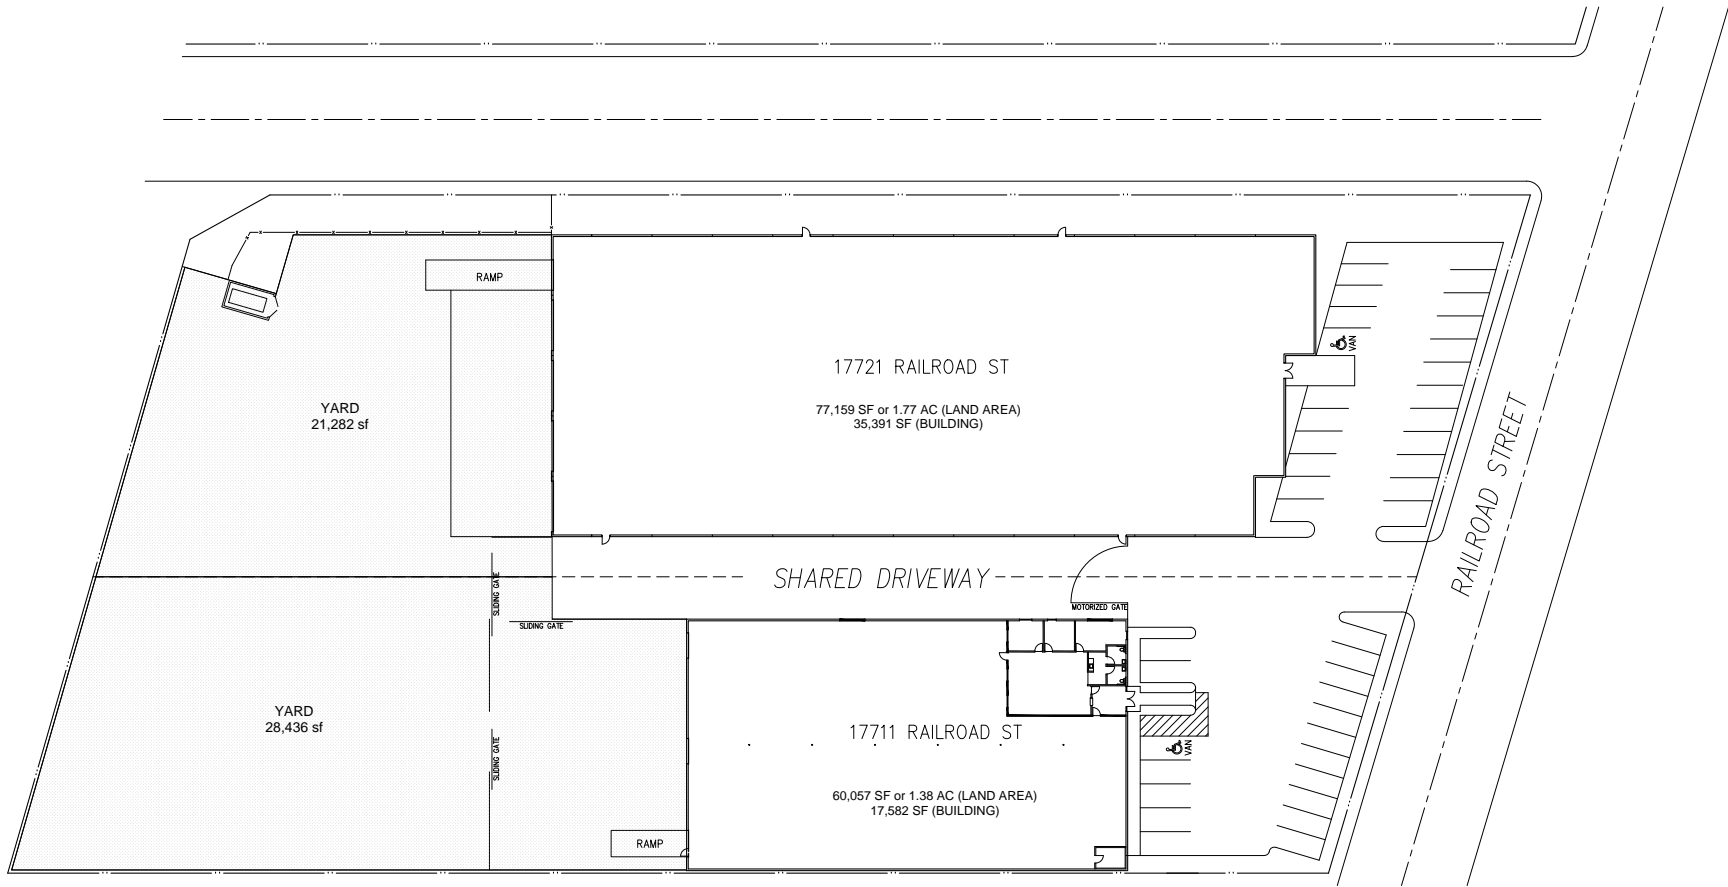 RAMP
VAN
17721 RAILROAD ST
YARD
21,282 sf
77,159 SF or 1.77 AC (LAND AREA)
35,391 SF (BUILDING)
RAILROAD STREET
SHARED DRIVEWAY
SLIDING GATE
MOTORIZED GATE
SLIDING GATE
YARD
28,436 sf
17711 RAILROAD ST
VAN
SLIDING GATE
60,057 SF or 1.38 AC (LAND AREA)
17,582 SF (BUILDING)
RAMP